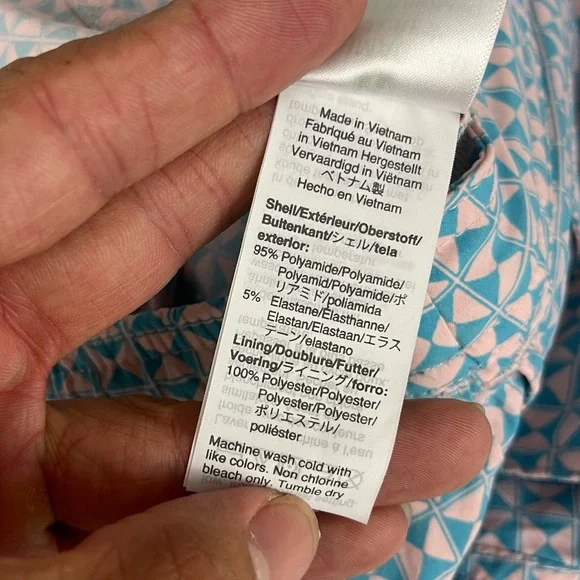 Made in Vietnam
Fabriqué au Vietnam
in Vietnam Hergestellt
Vervaardigd in Viëtnam
ベトナム製
Hecho en Vietnam
Shell/Extérieur/Oberstoff/
Buitenkant/シェル/tela
exterior:
95% Polyamide/Polyamide/
Polyamid/Polyamide/ポ
リアミド/poliamida
5% Elastane/Elasthanne/
Elastan/Elastaan/エラス
テーン/elastano
Lining/Doublure/Futter/
Voering/ライニング/forro:
100% Polyester/Polyester/
Polyester/Polyester/
ポリエステル/
poliéster
Machine wash cold with
like colors. Non chlorine
bleach only. Tumble dry